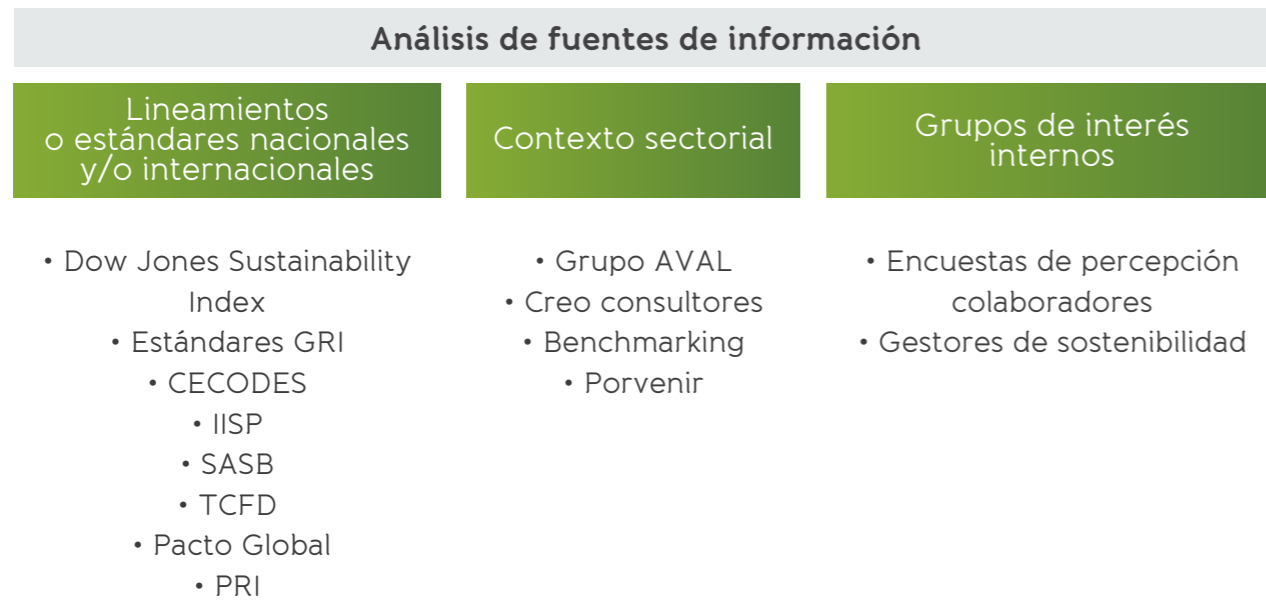 Análisis de fuentes de información
Lineamientos
o estándares nacionales
y/o internacionales
• Dow Jones Sustainability
Index
• Estándares GRI
• CECODES
• IISP
• SASB
• TCFD
• Pacto Global
• PRI
Contexto sectorial
• Grupo AVAL
• Creo consultores
• Benchmarking
• Porvenir
Grupos de interés
internos
• Encuestas de percepción
colaboradores
• Gestores de sostenibilidad